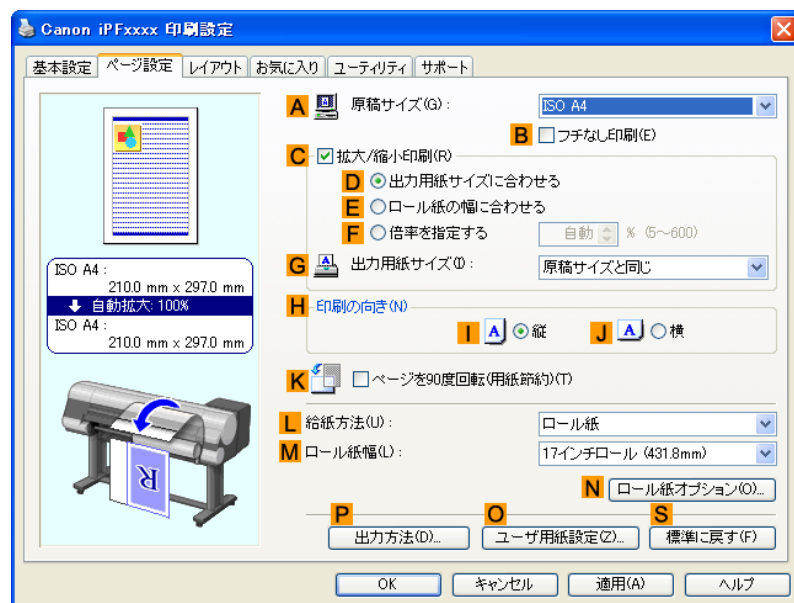 Canon iPFxxxx 印刷設定
基本設定 ページ設定 レイアウト お気に入り ユーティリティ サポート
A 原稿サイズ(G): ISO A4
B フチなし印刷(E)
C 拡大/縮小印刷(R)
D 出力用紙サイズに合わせる
E ロール紙の幅に合わせる
F 倍率を指定する 自動 % (5～600)
G 出力用紙サイズ(I): 原稿サイズと同じ
ISO A4 :
210.0 mm x 297.0 mm
自動拡大: 100%
ISO A4 :
210.0 mm x 297.0 mm
H 印刷の向き(N)
I A 縦 J A 横
K ページを90度回転(用紙節約)(T)
L 給紙方法(U): ロール紙
M ロール紙幅(L): 17インチロール (431.8mm)
R
N ロール紙オプション(O)...
P O S
出力方法(D)... ユーザ用紙設定(Z)... 標準に戻す(F)
OK キャンセル 適用(A) ヘルプ